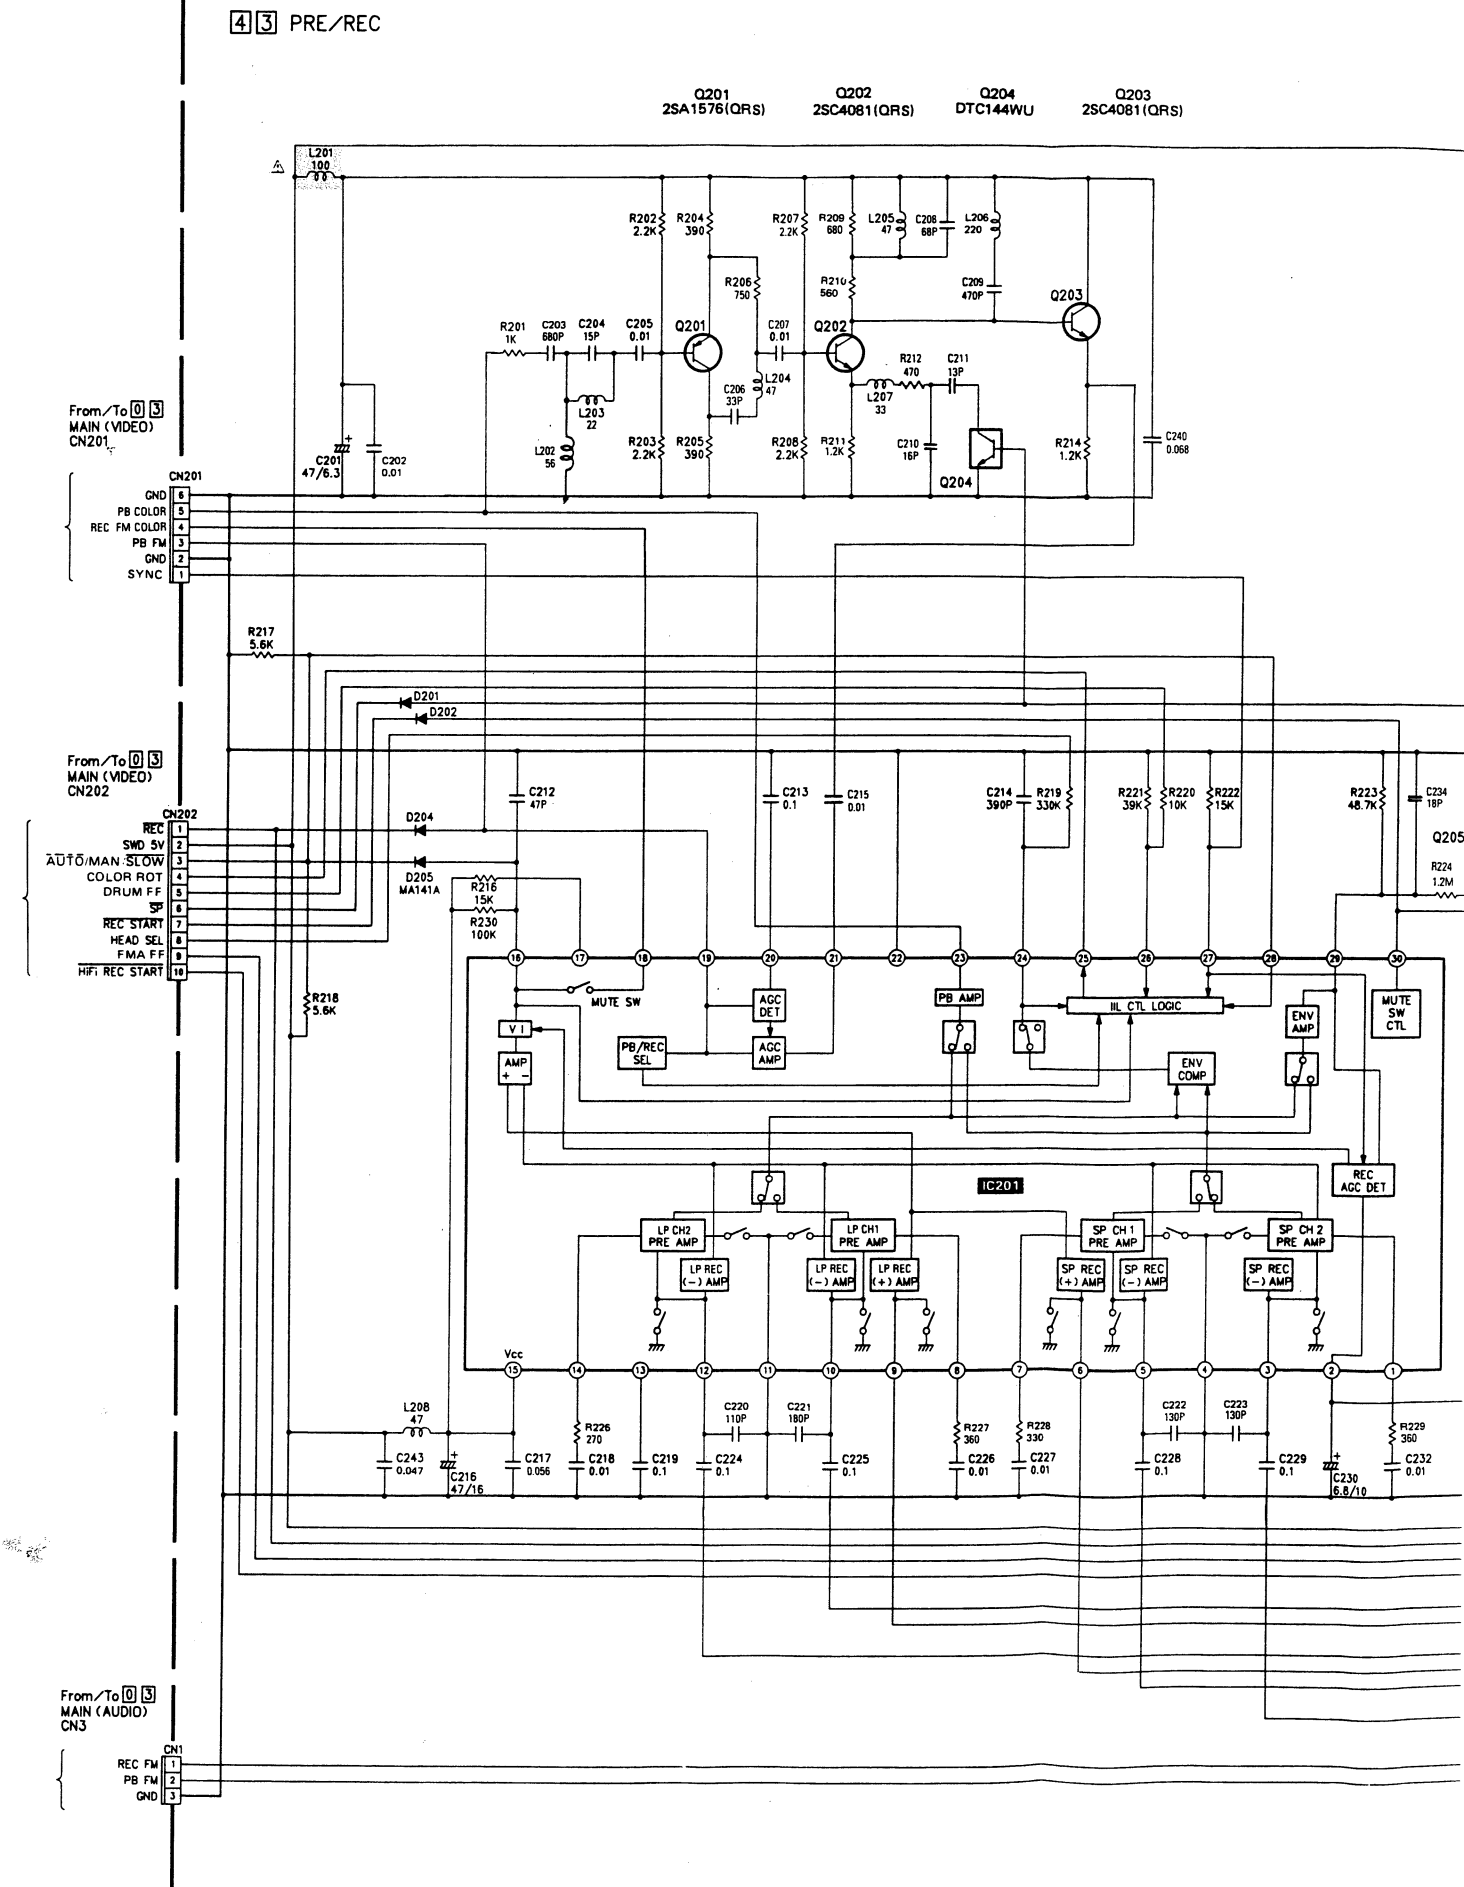 4 3 PRE/REC
Q201
2SA1576(QRS)
Q202
2SC4081(QRS)
Q204
DTC144WU
Q203
2SC4081(QRS)
L201
100
R202
2.2K
R204
390
R207
2.2K
R209
680
L205
47
C208
68P
L206
220
R206
750
R210
560
C209
470P
Q203
R201
1K
C203
680P
C204
15P
C205
0.01
Q201
C207
0.01
Q202
R212
470
C211
13P
L203
22
C206
33P
L204
47
L207
33
From/To 0 3
MAIN (VIDEO)
CN201
C201
47/6.3
+
C202
0.01
L202
56
R203
2.2K
R205
390
R208
2.2K
R211
1.2K
C210
16P
Q204
R214
1.2K
C240
0.068
CN201
GND 6
PB COLOR 5
REC FM COLOR 4
PB FM 3
GND 2
SYNC 1
R217
5.6K
D201
D202
From/To 0 3
MAIN (VIDEO)
CN202
C212
47P
C213
0.1
C215
0.01
C214
390P
R219
330K
R221
39K
R220
10K
R222
15K
R223
48.7K
C234
18P
Q205
R224
1.2M
CN202
REC 1
SWD 5V 2
AUTO/MAN:SLOW 3
COLOR ROT 4
DRUM FF 5
SP 6
REC START 7
HEAD SEL 8
FMA FF 9
HiFi REC START 10
D204
D205
MA141A
R216
15K
R230
100K
R218
5.6K
16 17 18 19 20 21 22 23 24 25 26 27 28 29 30
MUTE SW
AGC
DET
PB AMP
IIL CTL LOGIC
MUTE
SW
CTL
V I
ENV
AMP
AMP
+ −
PB/REC
SEL
AGC
AMP
ENV
COMP
IC201
REC
AGC DET
LP CH2
PRE AMP
LP CH1
PRE AMP
SP CH 1
PRE AMP
SP CH 2
PRE AMP
LP REC
(−) AMP
LP REC
(−) AMP
LP REC
(+) AMP
SP REC
(+) AMP
SP REC
(−) AMP
SP REC
(−) AMP
Vcc
15 14 13 12 11 10 9 8 7 6 5 4 3 2 1
L208
47
R226
270
C220
110P
C221
180P
R227
360
R228
330
C222
130P
C223
130P
R229
360
C243
0.047
+
C216
47/16
C217
0.056
C218
0.01
C219
0.1
C224
0.1
C225
0.1
C226
0.01
C227
0.01
C228
0.1
C229
0.1
+
C230
6.8/10
C232
0.01
From/To 0 3
MAIN (AUDIO)
CN3
CN1
REC FM 1
PB FM 2
GND 3